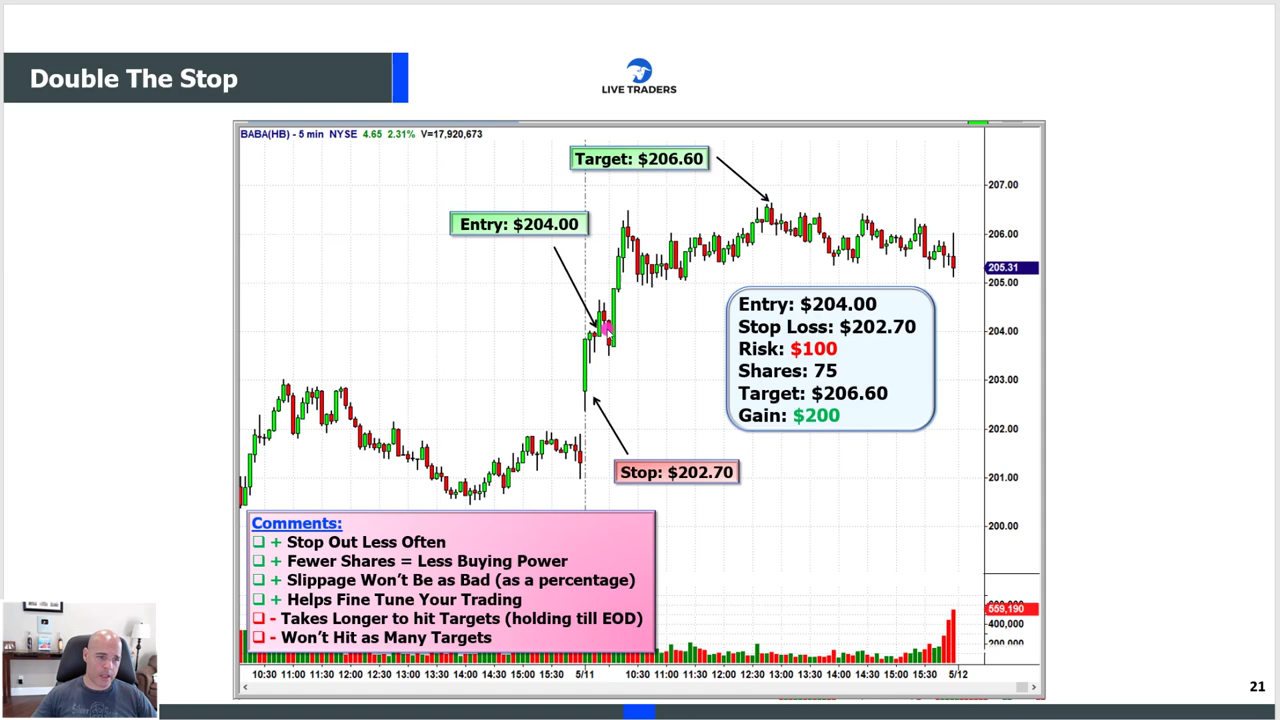 Double The Stop
LIVE TRADERS
BABA(HB) - 5 min NYSE 4.65 2.31% V=17,920,673
Target: $206.60
Entry: $204.00
Stop: $202.70
207.00
206.00
205.31
205.00
204.00
203.00
202.00
201.00
200.00
Entry: $204.00
Stop Loss: $202.70
Risk: $100
Shares: 75
Target: $206.60
Gain: $200
Comments:
+ Stop Out Less Often
+ Fewer Shares = Less Buying Power
+ Slippage Won't Be as Bad (as a percentage)
+ Helps Fine Tune Your Trading
- Takes Longer to hit Targets (holding till EOD)
- Won't Hit as Many Targets
559,190
400,000
200,000
10:30 11:00 11:30 12:00 12:30 13:00 13:30 14:00 14:30 15:00 15:30 5/11 10:30 11:00 11:30 12:00 12:30 13:00 13:30 14:00 14:30 15:00 15:30 5/12
21